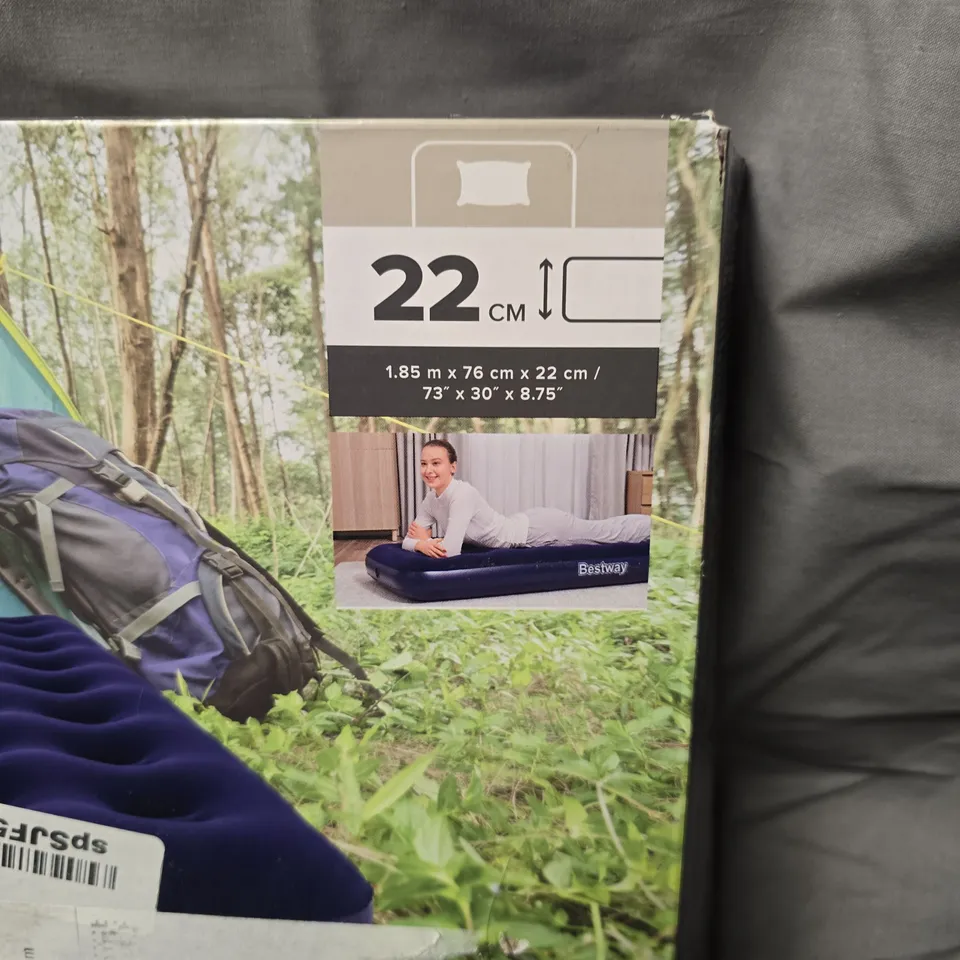 22 CM
1.85 m x 76 cm x 22 cm /
73″ x 30″ x 8.75″
Bestway